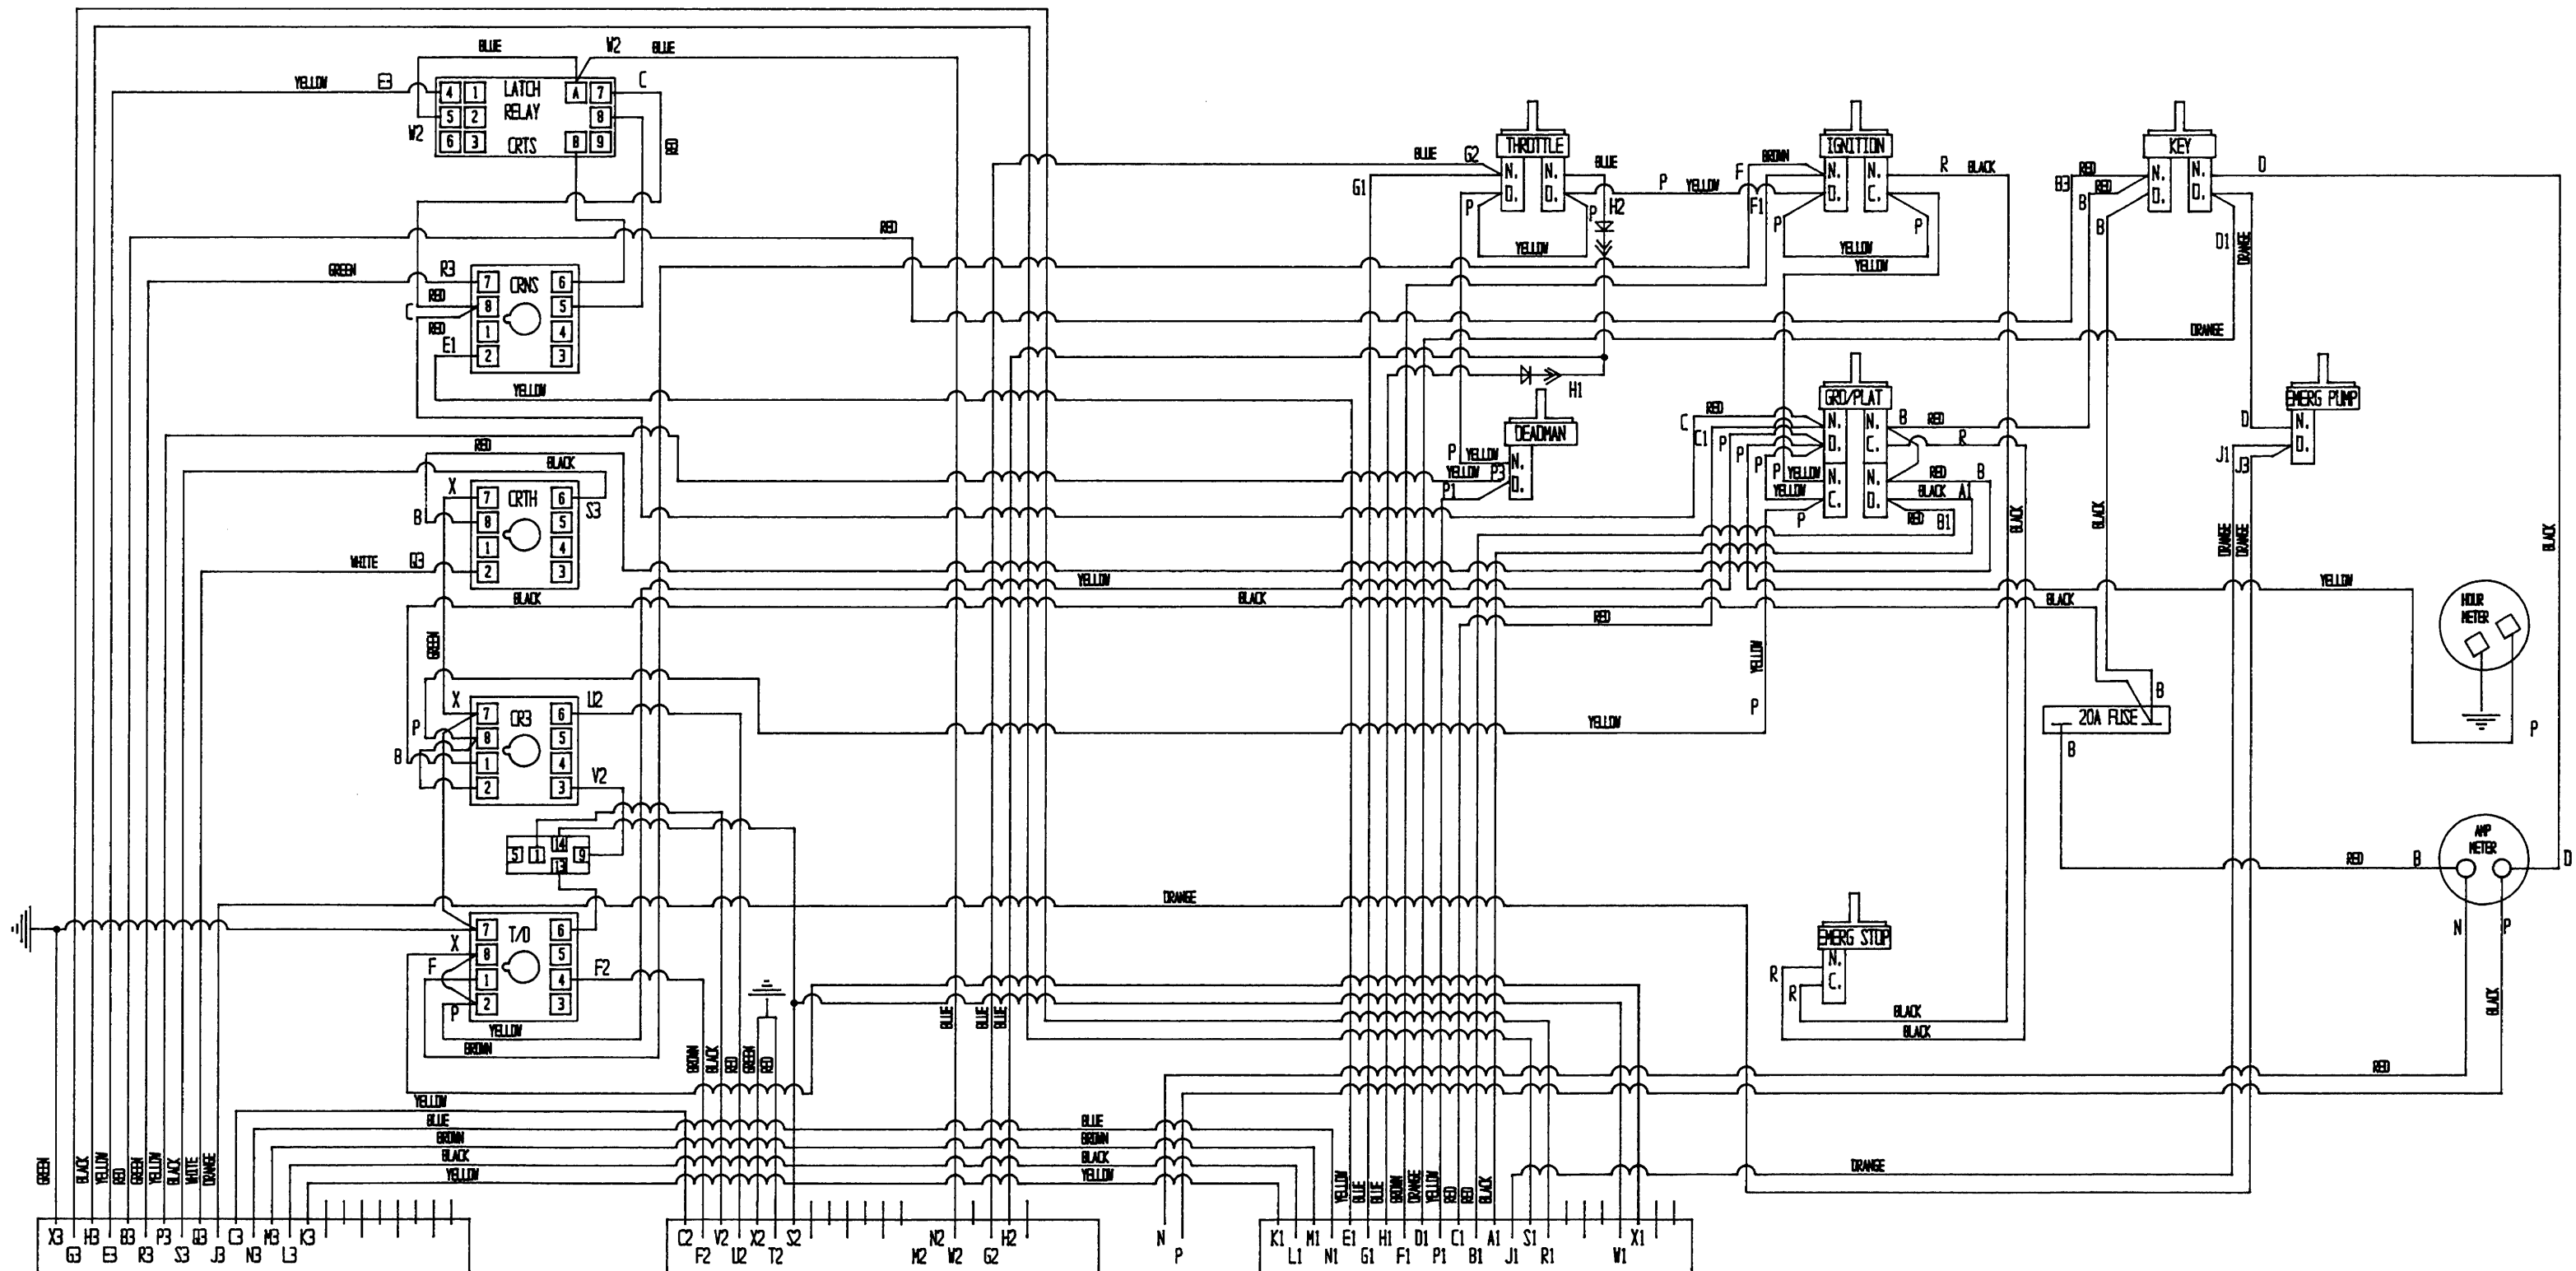 BLUE
W2
BLUE
YELLOW
E3
C
4
1
LATCH
A
7
5
2
RELAY
8
W2
6
3
CRTS
B
9
RED
THROTTLE
IGNITION
KEY
BLUE
G2
N.
O.
N.
O.
BLUE
G1
P
P
H2
YELLOW
P
YELLOW
BROWN
F
F1
N.
O.
N.
C.
R
BLACK
P
P
YELLOW
YELLOW
B3
RED
RED
B
B
N.
O.
N.
O.
D
D1
ORANGE
RED
GREEN
R3
7
CRNS
6
RED
8
5
C
RED
1
4
E1
2
3
ORANGE
YELLOW
H1
GRD/PLAT
EMERG PUMP
DEADMAN
RED
C
C1
P
P
P
P
YELLOW
YELLOW
P
N.
O.
N.
C.
N.
C.
N.
O.
B
RED
R
RED
B
BLACK
A1
RED
B1
D
N.
O.
J1
J3
P
YELLOW
YELLOW
P3
P1
N.
O.
RED
BLACK
X
7
CRTH
6
S3
B
8
5
1
4
WHITE
Q3
2
3
BLACK
BLACK
ORANGE
ORANGE
BLACK
YELLOW
YELLOW
BLACK
BLACK
BLACK
RED
HOUR
METER
GREEN
YELLOW
P
X
7
CR3
6
U2
P
8
5
B
1
4
2
3
V2
YELLOW
B
20A FUSE
B
P
5
1
14
13
9
RED
B
AMP
METER
D
N
P
ORANGE
EMERG STOP
N.
C.
R
R
BLACK
BLACK
BLACK
7
T/D
6
X
8
5
F
1
4
F2
2
3
P
YELLOW
BROWN
BROWN
BLACK
RED
GREEN
RED
BLUE
BLUE
BLUE
RED
YELLOW
BLUE
BROWN
BLACK
YELLOW
BLUE
BROWN
BLACK
YELLOW
ORANGE
GREEN
BLACK
YELLOW
RED
GREEN
YELLOW
BLACK
WHITE
ORANGE
YELLOW
BLUE
BLUE
BROWN
ORANGE
YELLOW
RED
RED
BLACK
X3
G3
H3
E3
B3
R3
P3
S3
Q3
J3
C3
N3
M3
L3
K3
C2
F2
V2
U2
X2
T2
S2
M2
N2
W2
G2
H2
N
P
K1
L1
M1
N1
E1
G1
H1
F1
D1
P1
C1
B1
A1
J1
S1
R1
W1
X1